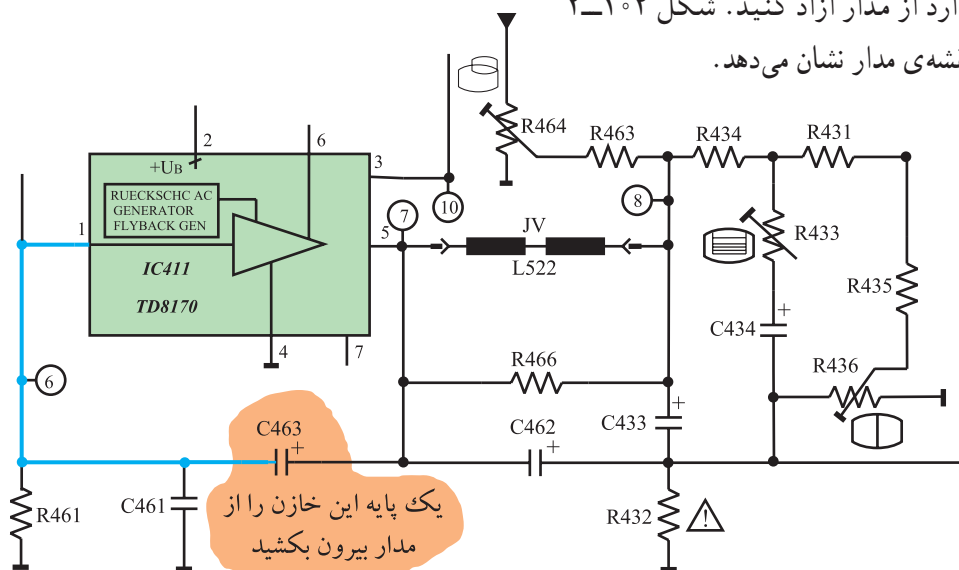 ارد از مدار آزاد کنید. شکل ۱۰۲ــ۲
نقشه‌ی مدار نشان می‌دهد.
R464
R463
R434
R431
2
6
3
+UB
RUECKSCHC AC
GENERATOR
FLYBACK GEN
10
7
8
1
5
JV
L522
R433
IC411
TD8170
R435
C434
+
4
7
R466
R436
6
C463
+
C462
+
C433
+
R461
C461
یک پایه این خازن را از
مدار بیرون بکشید
R432
!